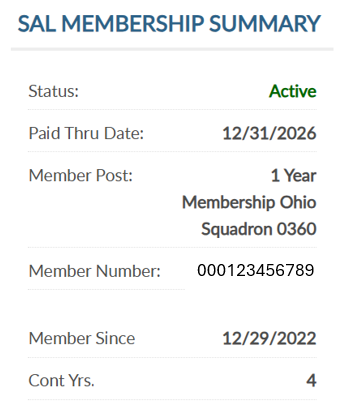 SAL MEMBERSHIP SUMMARY
Status: Active
Paid Thru Date: 12/31/2026
Member Post: 1 Year
Membership Ohio
Squadron 0360
Member Number: 000123456789
Member Since 12/29/2022
Cont Yrs. 4